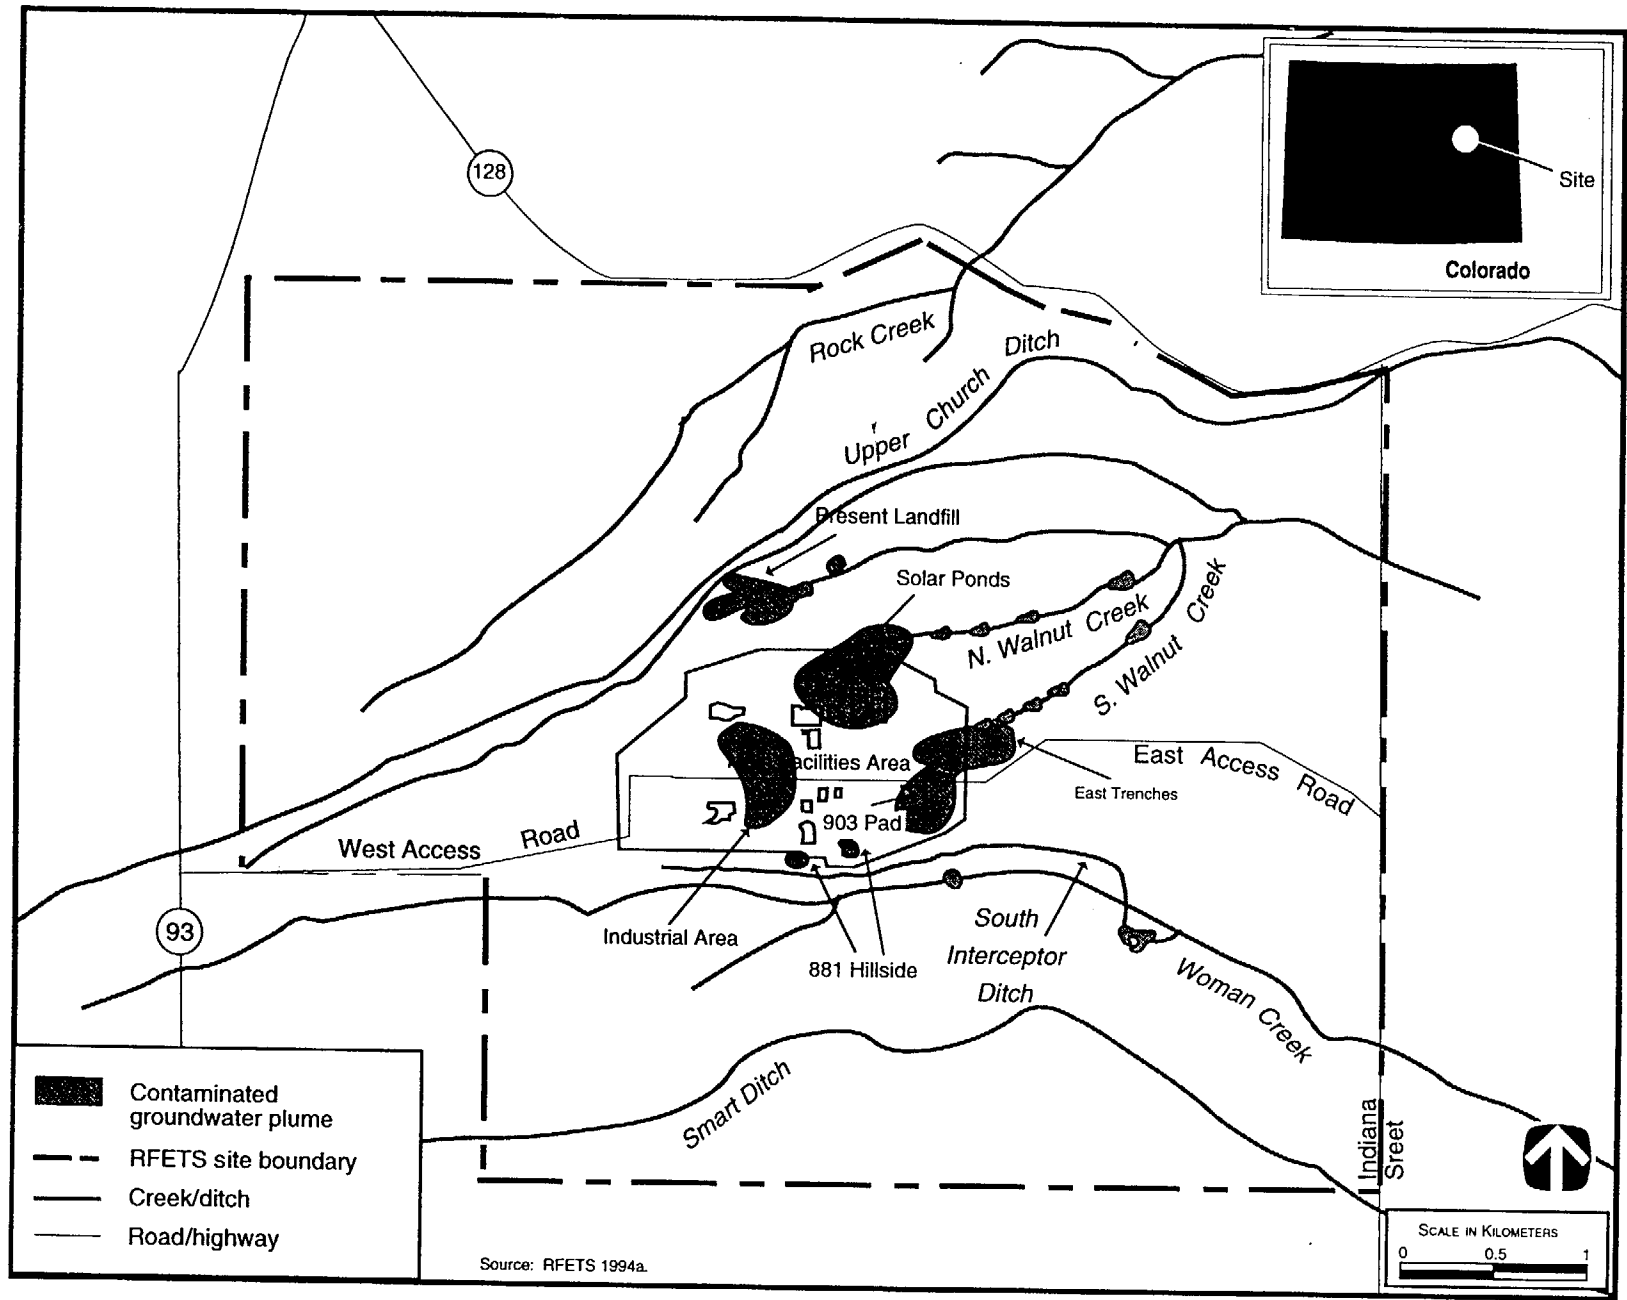 128
Site
Colorado
Rock Creek
Upper Church Ditch
Present Landfill
Solar Ponds
N. Walnut Creek
S. Walnut Creek
acilities Area
East Access Road
East Trenches
903 Pad
West Access Road
93
Industrial Area
881 Hillside
South
Interceptor
Ditch
Woman Creek
Smart Ditch
Indiana
Sreet
Contaminated
groundwater plume
RFETS site boundary
Creek/ditch
Road/highway
Source: RFETS 1994a.
SCALE IN KILOMETERS
0 0.5 1